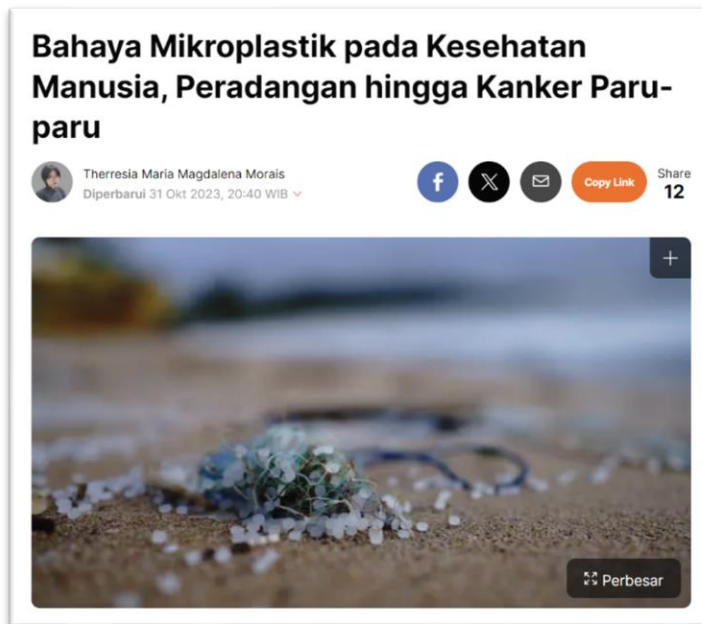 Bahaya Mikroplastik pada Kesehatan
Manusia, Peradangan hingga Kanker Paru-
paru
Therresia Maria Magdalena Morais
Diperbarui 31 Okt 2023, 20:40 WIB
Copy Link
Share
12
Perbesar